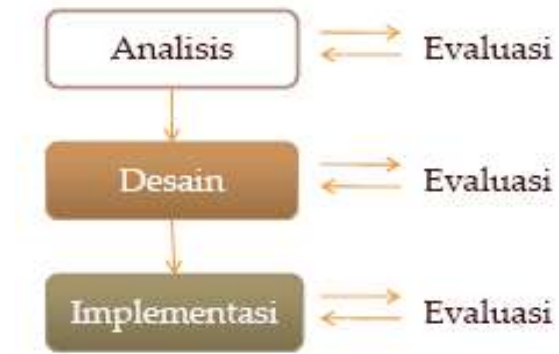 Analisis
Evaluasi
Desain
Evaluasi
Implementasi
Evaluasi